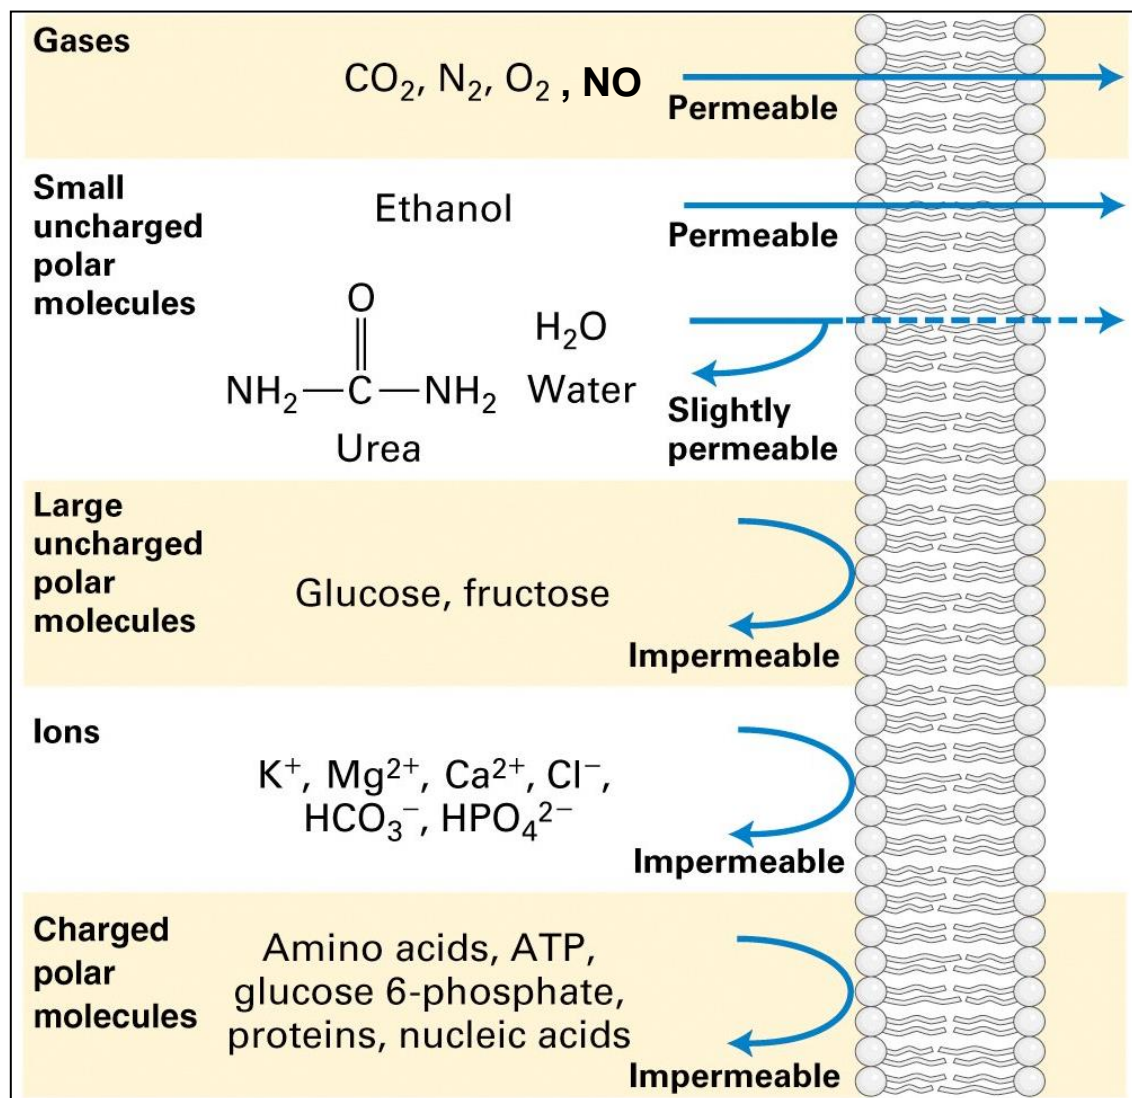 Gases
CO₂, N₂, O₂ , NO
Permeable
Small
uncharged
polar
molecules
Ethanol
Permeable
O
NH₂—C—NH₂
Urea
H₂O
Water
Slightly
permeable
Large
uncharged
polar
molecules
Glucose, fructose
Impermeable
Ions
K⁺, Mg²⁺, Ca²⁺, Cl⁻,
HCO₃⁻, HPO₄²⁻
Impermeable
Charged
polar
molecules
Amino acids, ATP,
glucose 6-phosphate,
proteins, nucleic acids
Impermeable